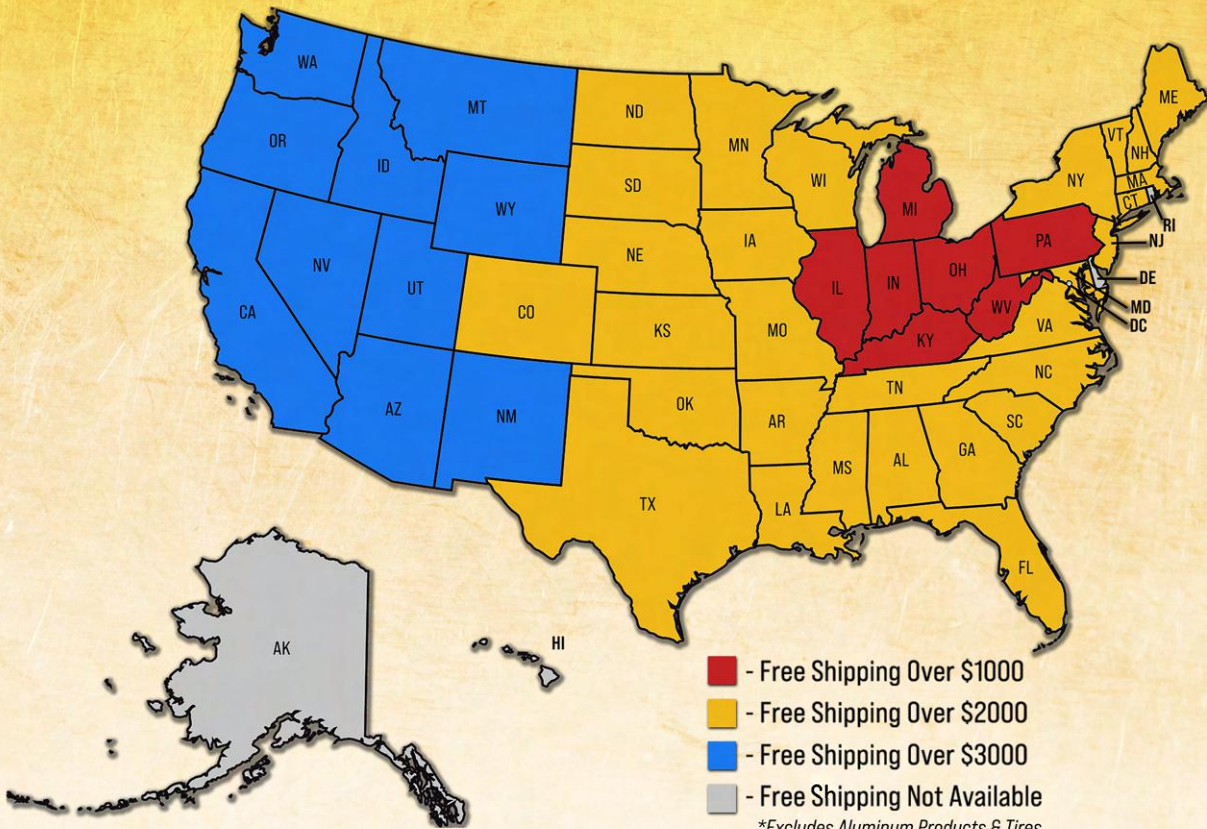 WA
MT
ND
MN
ME
OR
ID
SD
WI
VT
NH
NY
MA
CT
WY
MI
RI
NJ
IA
PA
NE
NV
UT
IL
IN
OH
DE
CA
CO
WV
MD
DC
KS
MO
VA
KY
NC
TN
AZ
NM
OK
AR
SC
MS
AL
GA
TX
LA
FL
AK
HI
- Free Shipping Over $1000
- Free Shipping Over $2000
- Free Shipping Over $3000
- Free Shipping Not Available
*Excludes Aluminum Products & Tires